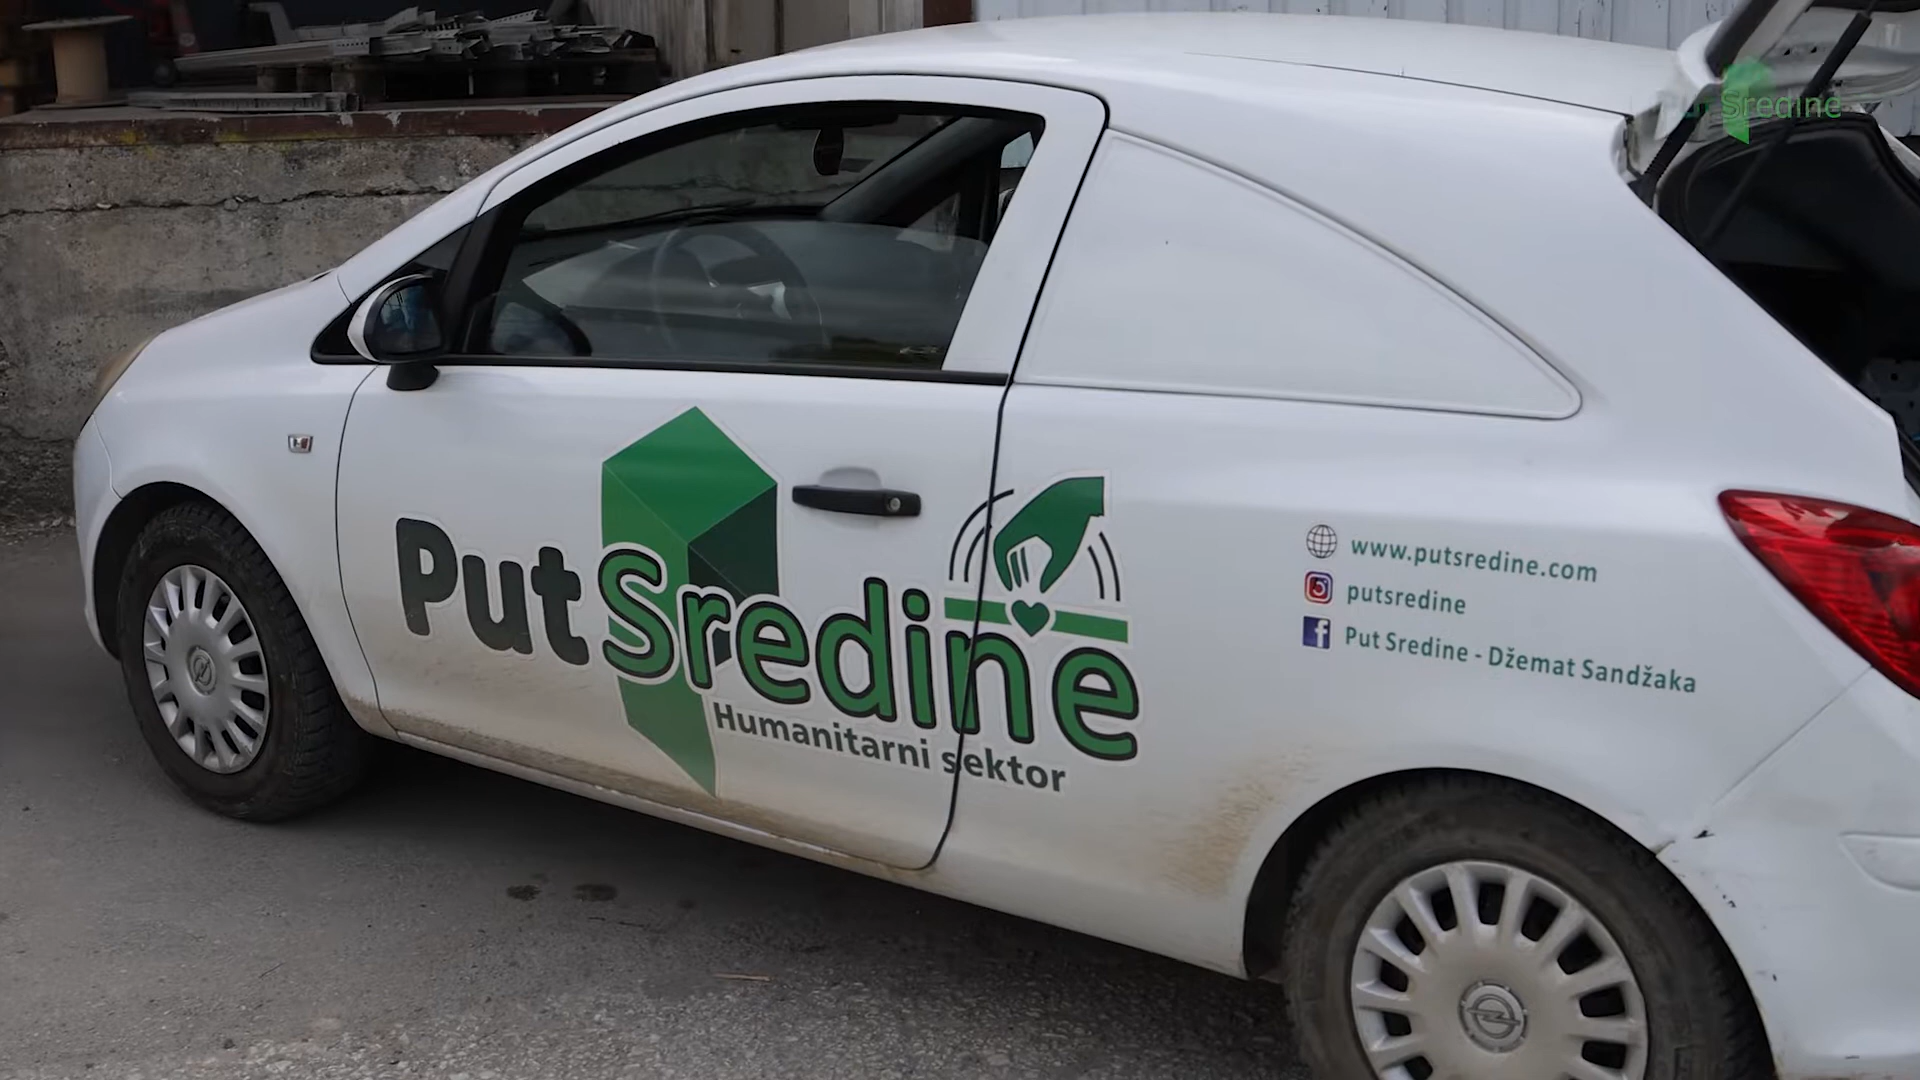 Put Sredine
Put Sredine
Humanitarni sektor
www.putsredine.com
putsredine
Put Sredine - Džemat Sandžaka